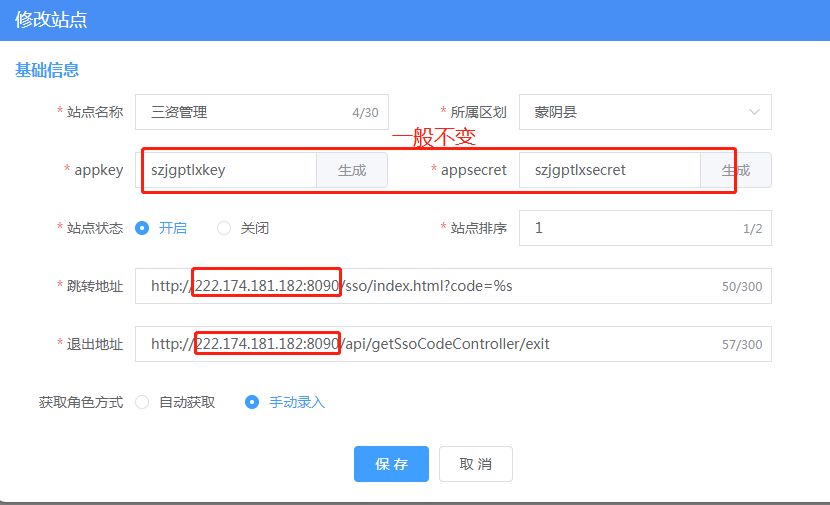 修改站点
基础信息
* 站点名称 三资管理 4/30 * 所属区划 蒙阴县
一般不变
* appkey szjgptlxkey 生成 * appsecret szjgptlxsecret 生成
* 站点状态 开启 关闭 * 站点排序 1 1/2
* 跳转地址 http://222.174.181.182:8090/sso/index.html?code=%s 50/300
* 退出地址 http://222.174.181.182:8090/api/getSsoCodeController/exit 57/300
获取角色方式 自动获取 手动录入
保 存 取 消